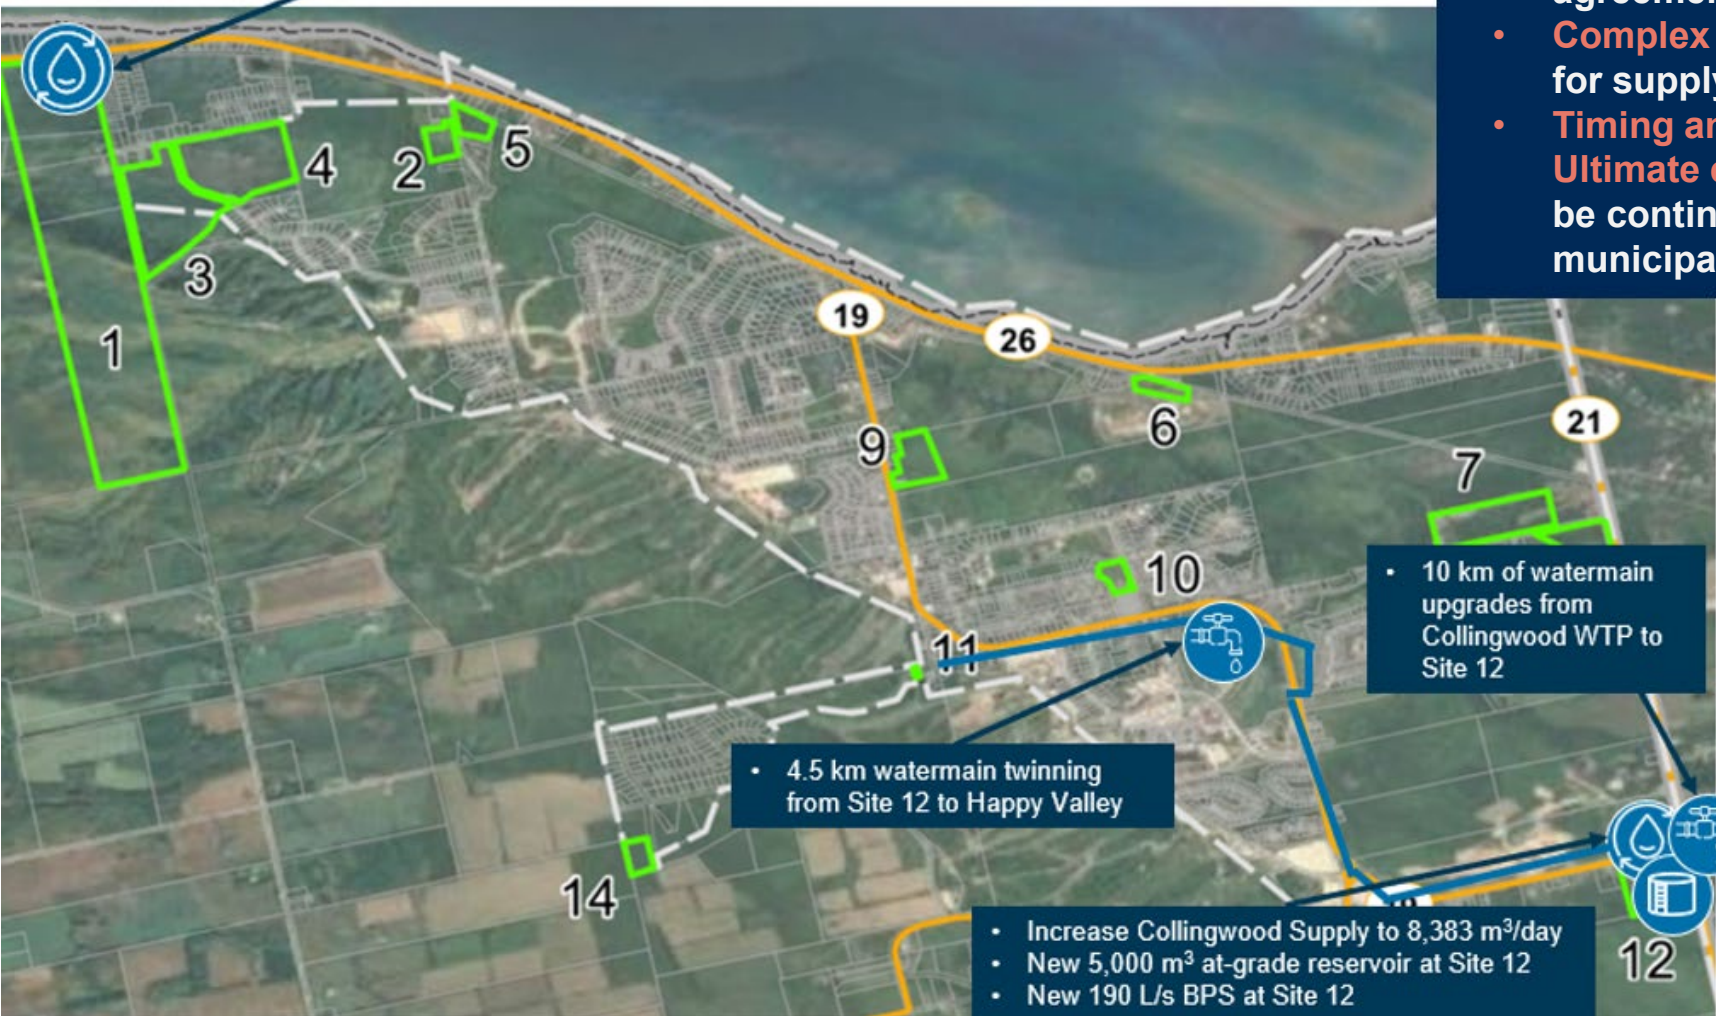 Complex
for supply
Timing
Ultimate
be contin
municipa
5
4
2
3
1
19
26
21
6
9
7
10
11
• 10 km of watermain
upgrades from
Collingwood WTP to
Site 12
• 4.5 km watermain twinning
from Site 12 to Happy Valley
14
• Increase Collingwood Supply to 8,383 m³/day
• New 5,000 m³ at-grade reservoir at Site 12
• New 190 L/s BPS at Site 12
12